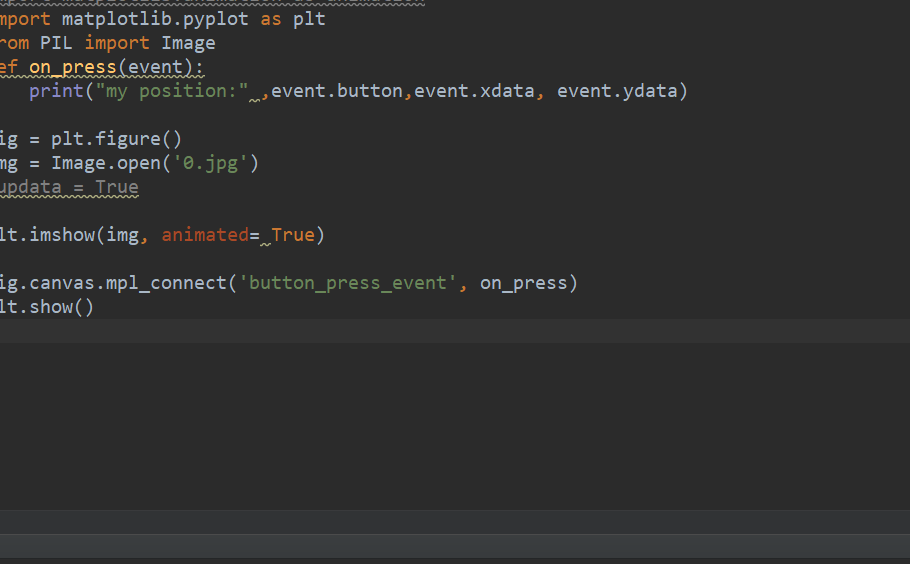 mport matplotlib.pyplot as plt
rom PIL import Image
ef on_press(event):
print("my position:" ,event.button,event.xdata, event.ydata)
ig = plt.figure()
mg = Image.open('0.jpg')
updata = True
lt.imshow(img, animated= True)
ig.canvas.mpl_connect('button_press_event', on_press)
lt.show()